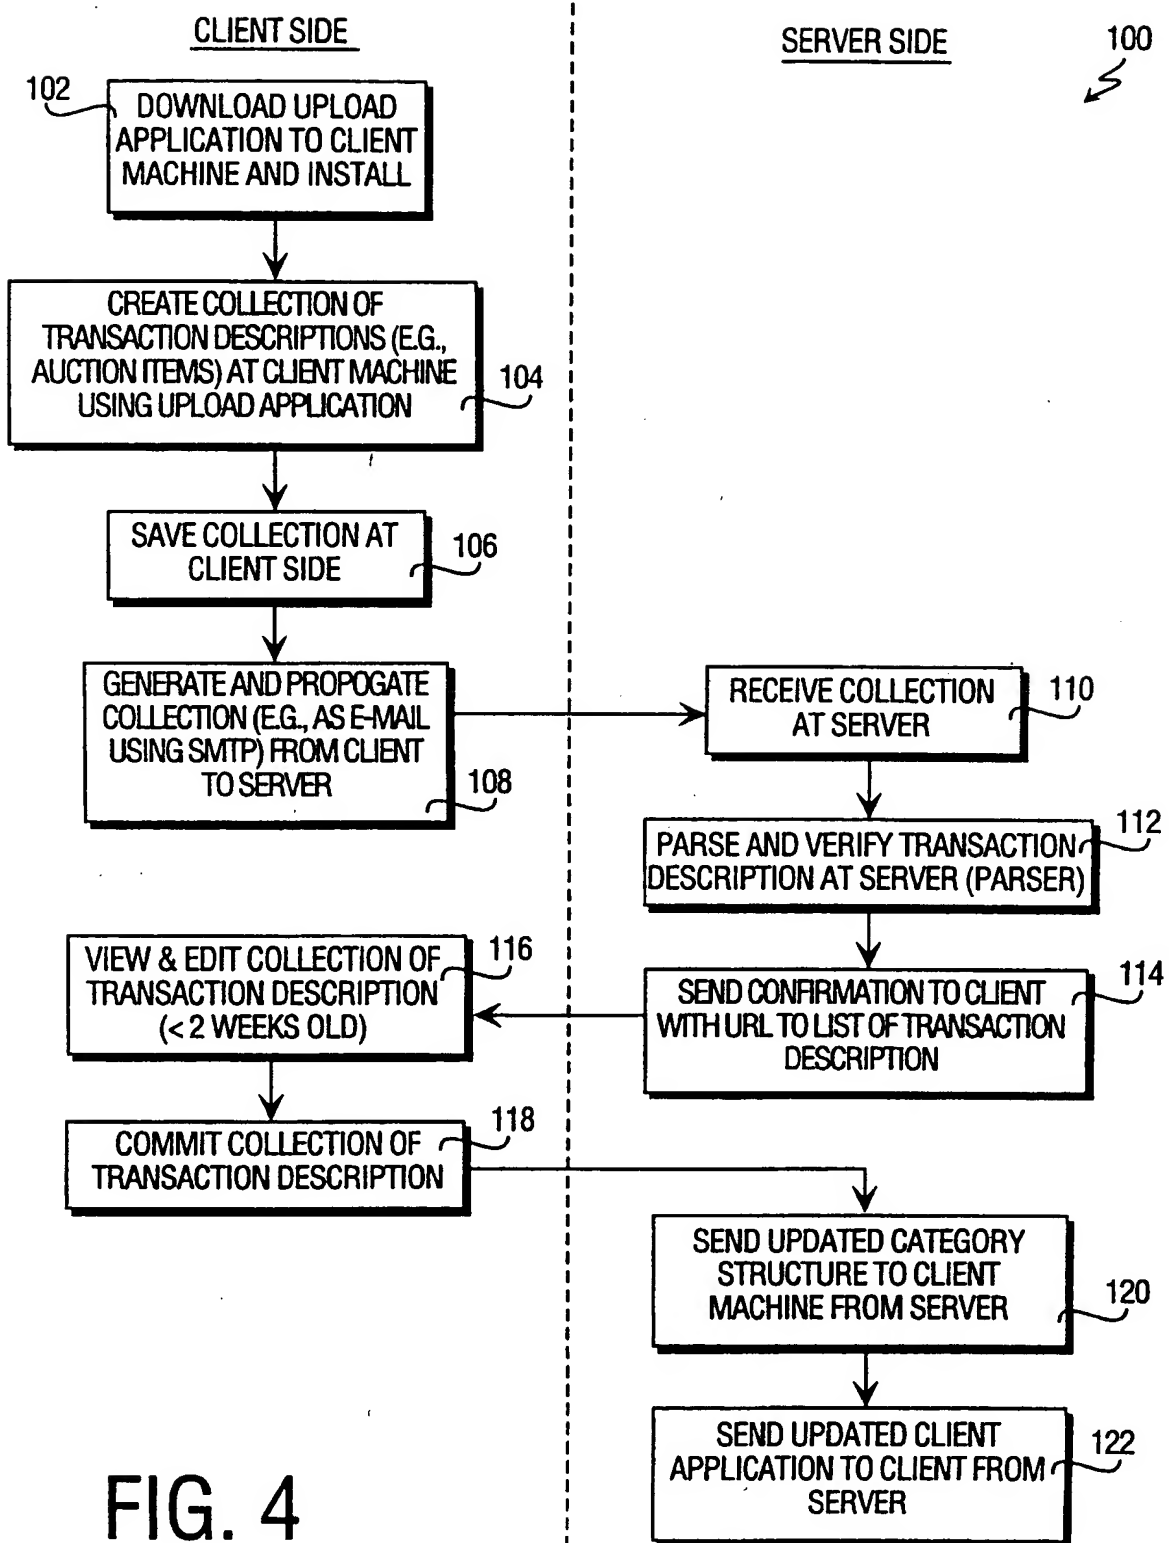 CLIENT SIDE
SERVER SIDE
100
102
DOWNLOAD UPLOAD
APPLICATION TO CLIENT
MACHINE AND INSTALL
CREATE COLLECTION OF
TRANSACTION DESCRIPTIONS (E.G.,
AUCTION ITEMS) AT CLIENT MACHINE
USING UPLOAD APPLICATION
104
SAVE COLLECTION AT
CLIENT SIDE
106
GENERATE AND PROPOGATE
COLLECTION (E.G., AS E-MAIL
USING SMTP) FROM CLIENT
TO SERVER
108
RECEIVE COLLECTION
AT SERVER
110
PARSE AND VERIFY TRANSACTION
DESCRIPTION AT SERVER (PARSER)
112
SEND CONFIRMATION TO CLIENT
WITH URL TO LIST OF TRANSACTION
DESCRIPTION
114
VIEW & EDIT COLLECTION OF
TRANSACTION DESCRIPTION
(< 2 WEEKS OLD)
116
COMMIT COLLECTION OF
TRANSACTION DESCRIPTION
118
SEND UPDATED CATEGORY
STRUCTURE TO CLIENT
MACHINE FROM SERVER
120
SEND UPDATED CLIENT
APPLICATION TO CLIENT FROM
SERVER
122
FIG. 4